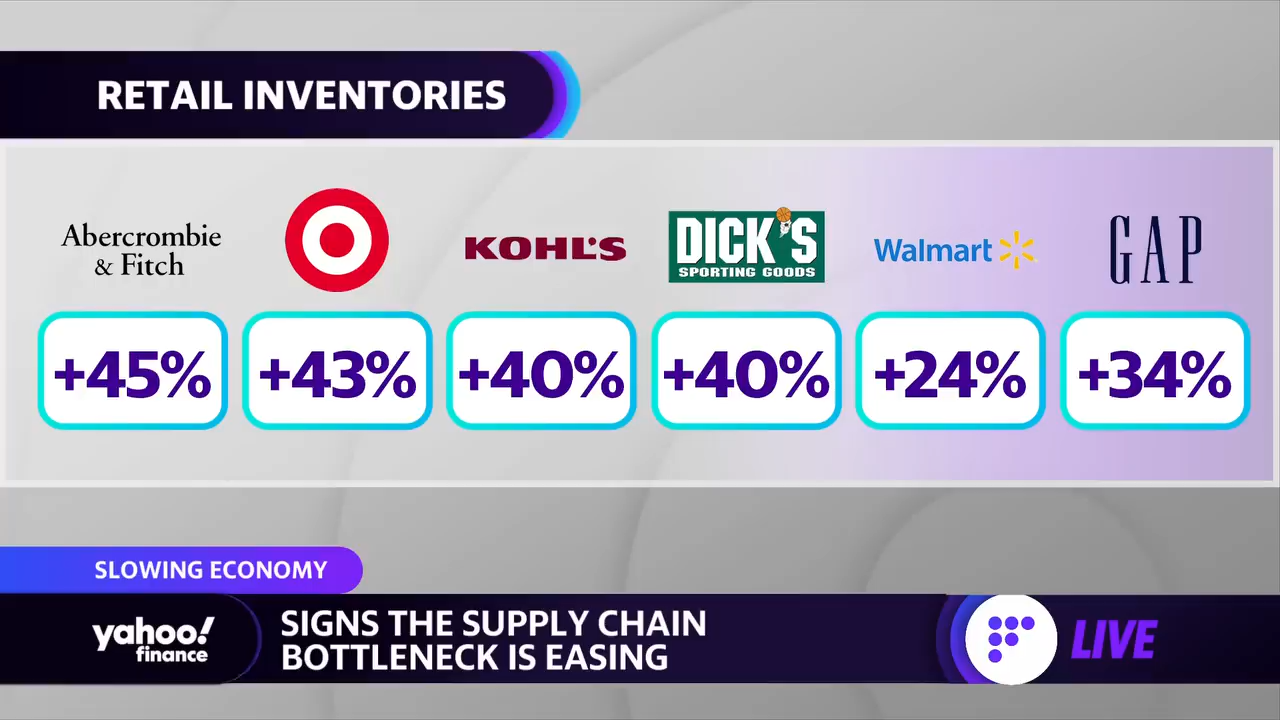 RETAIL INVENTORIES
Abercrombie
& Fitch
KOHL'S
DICK'S
SPORTING GOODS
Walmart
GAP
+45%
+43%
+40%
+40%
+24%
+34%
SLOWING ECONOMY
yahoo!
finance
SIGNS THE SUPPLY CHAIN
BOTTLENECK IS EASING
LIVE